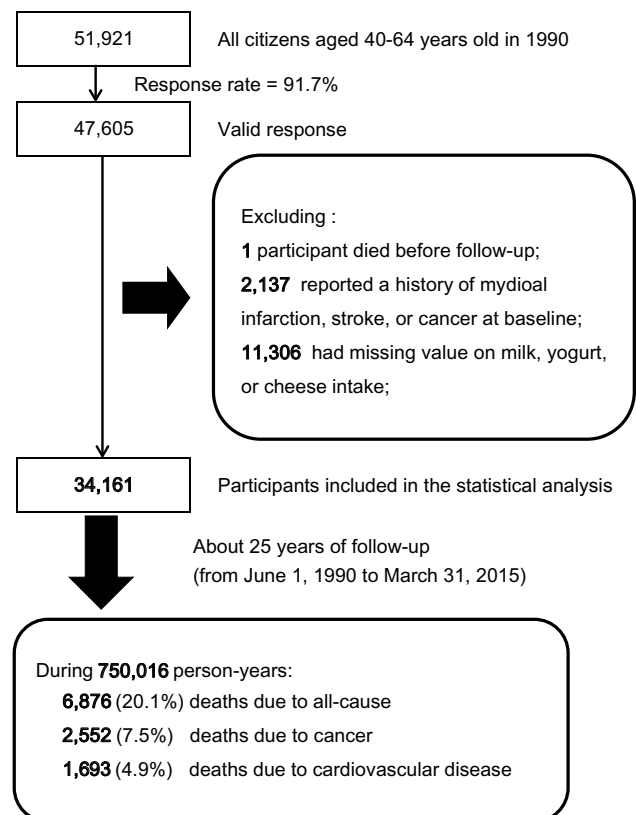 51,921 All citizens aged 40-64 years old in 1990
Response rate = 91.7%
47,605 Valid response
Excluding :
1 participant died before follow-up;
2,137 reported a history of mydioal
infarction, stroke, or cancer at baseline;
11,306 had missing value on milk, yogurt,
or cheese intake;
34,161 Participants included in the statistical analysis
About 25 years of follow-up
(from June 1, 1990 to March 31, 2015)
During 750,016 person-years:
6,876 (20.1%) deaths due to all-cause
2,552 (7.5%) deaths due to cancer
1,693 (4.9%) deaths due to cardiovascular disease